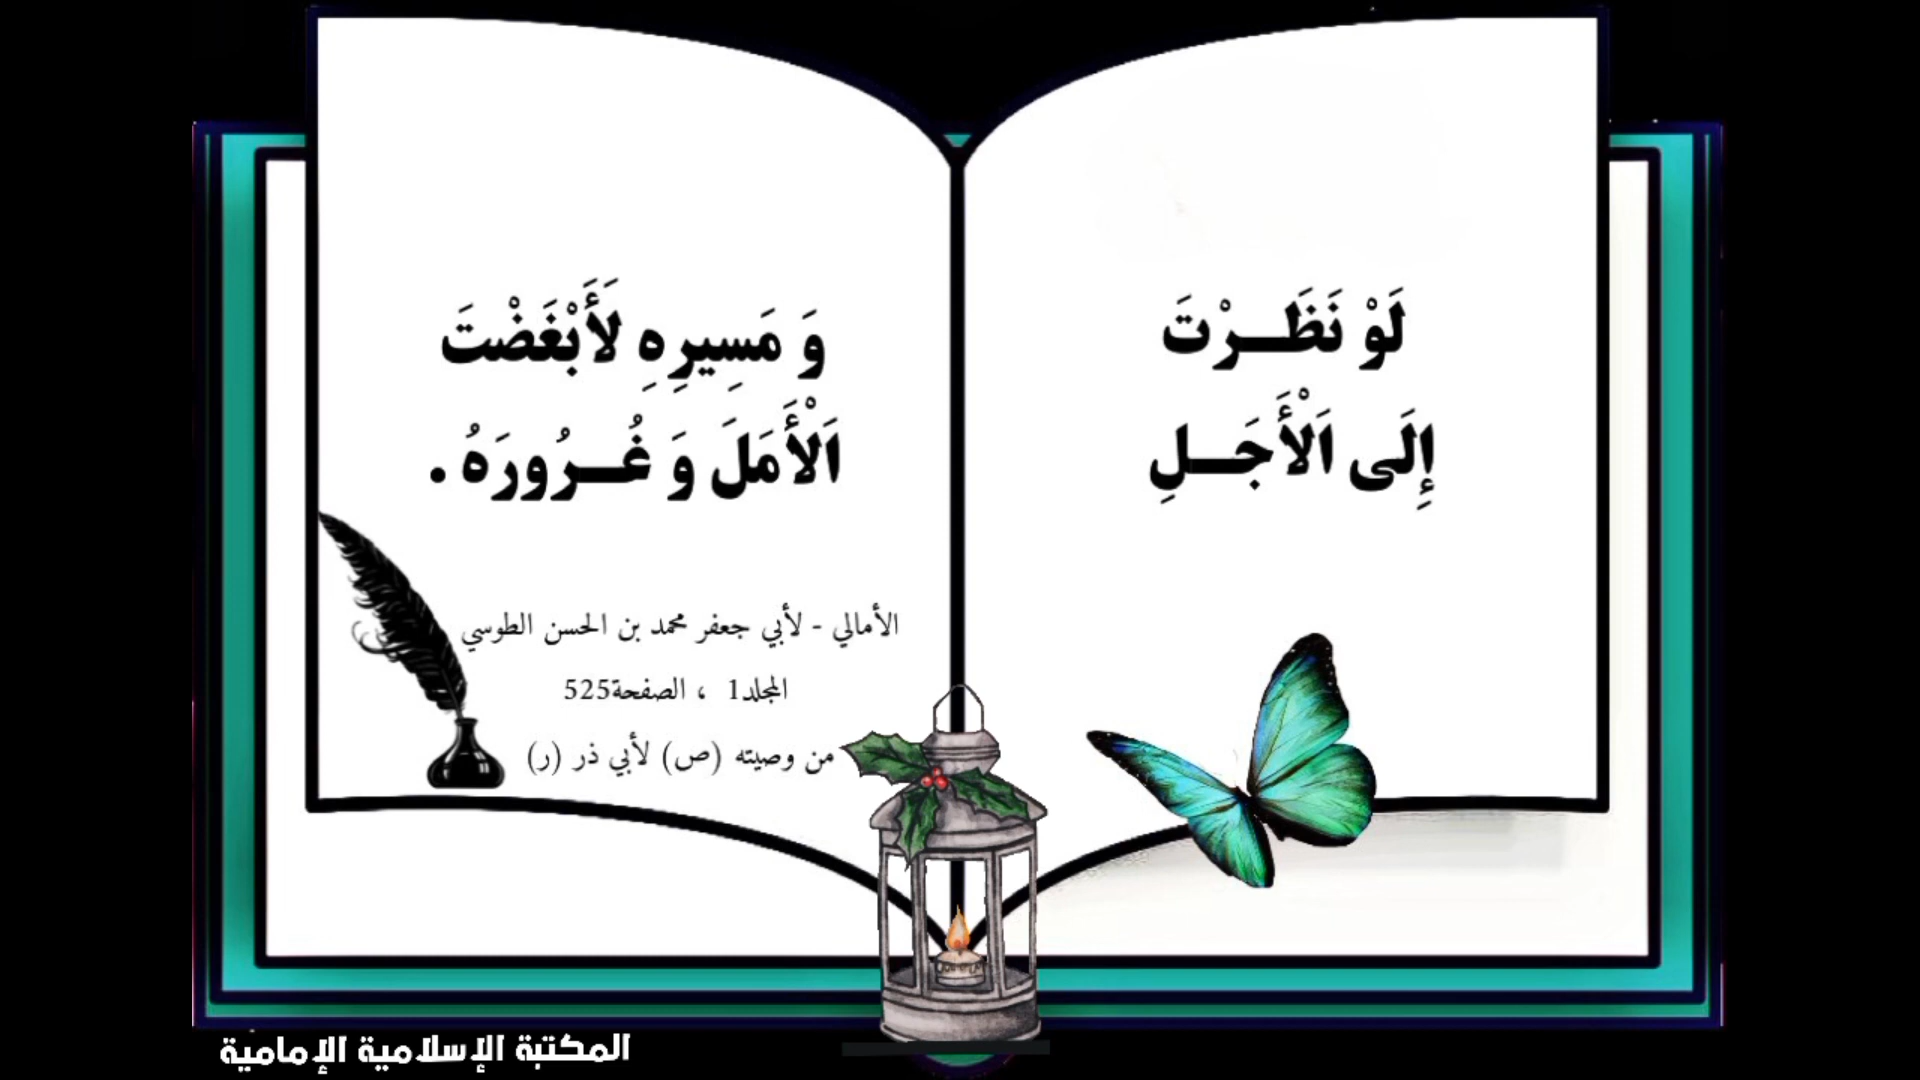 لَوْ نَظَـــرْتَ
إِلَى اَلْأَجَـــلِ
وَ مَسِيرِهِ لَأَبْغَضْتَ
اَلْأَمَلَ وَ غُـــرُورَهُ .
الأمالي - لأبي جعفر محمد بن الحسن الطوسي
المجلد1 ، الصفحة525
من وصيته (ص) لأبي ذر (ر)
المكتبة الإسلامية الإمامية